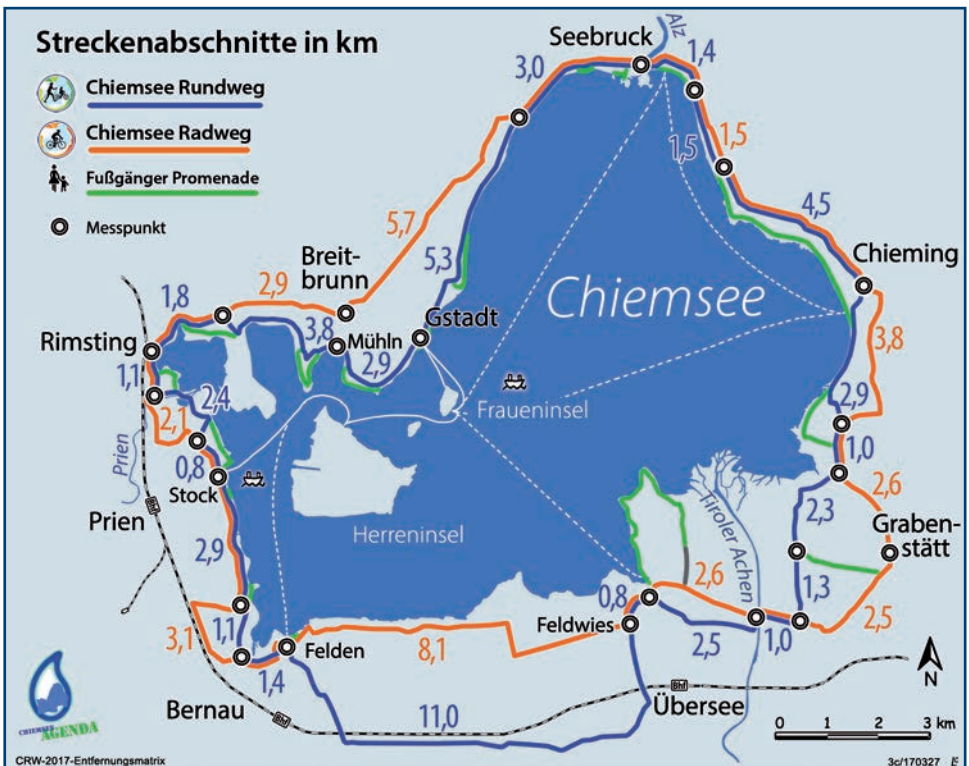 Streckenabschnitte in km
Chiemsee Rundweg
Chiemsee Radweg
Fußgänger Promenade
Messpunkt
Seebruck
Alz
1,4
3,0
1,5
1,5
4,5
Chieming
5,7
5,3
Breit-
brunn
2,9
1,8
Rimsting
3,8
Mühln
Gstadt
2,9
Chiemsee
3,8
1,1
2,4
2,1
Fraueninsel
2,9
1,0
Prien
0,8
Stock
2,6
2,3
Tiroler Achen
Bhf
Prien
Herreninsel
Graben-
stätt
2,9
2,6
1,3
0,8
3,1
1,1
Feldwies
2,5
1,0
2,5
Felden
8,1
1,4
N
Bernau
Bhf
11,0
Bhf
Übersee
0 1 2 3 km
CHIEMSEE
AGENDA
CRW-2017-Entfernungsmatrix
3c/170327